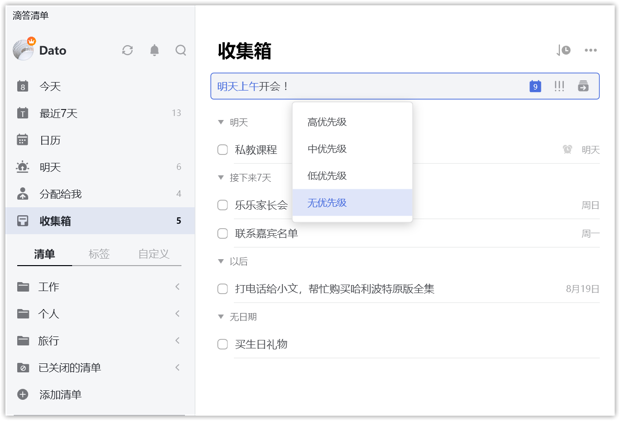 滴答清单
Dato
8 今天
T 最近7天 13
日历
明天 6
分配给我 4
收集箱 5
清单 标签 自定义
工作
个人
旅行
已关闭的清单
添加清单
收集箱
明天上午开会！ 9 !!!
高优先级
中优先级
低优先级
无优先级
明天
私教课程 明天
接下来7天
乐乐家长会 周日
联系嘉宾名单 周一
以后
打电话给小文，帮忙购买哈利波特原版全集 8月19日
无日期
买生日礼物